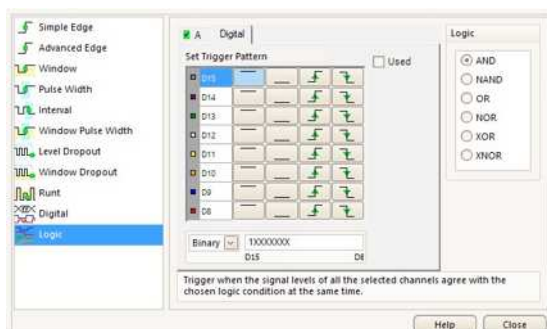 Simple Edge
Advanced Edge
Window
Pulse Width
Interval
Window Pulse Width
Level Dropout
Window Dropout
Runt
Digital
Logic
A Digital
Set Trigger Pattern
Used
D15
D14
D13
D12
D11
D10
D9
D8
Binary 1XXXXXXX
D15 D8
Logic
AND
NAND
OR
NOR
XOR
XNOR
Trigger when the signal levels of all the selected channels agree with the
chosen logic condition at the same time.
Help Close